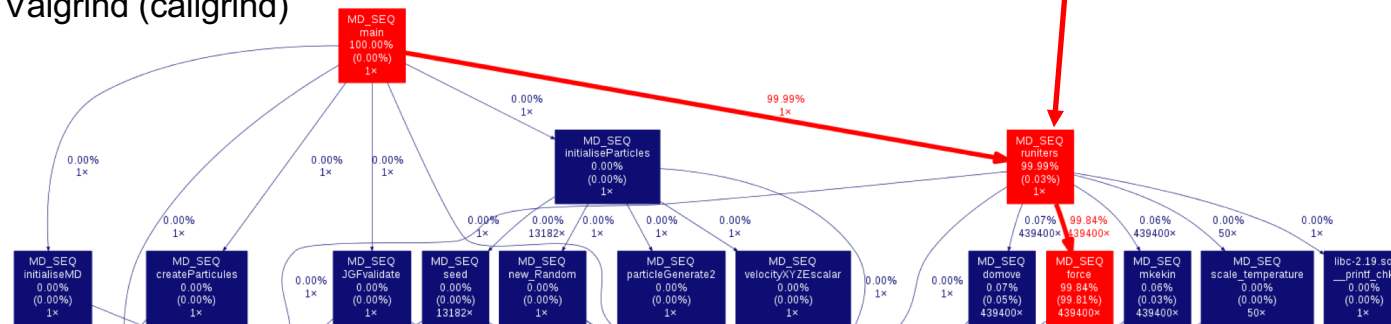 Valgrind (callgrind)
MD_SEQ
main
100.00%
(0.00%)
1×
0.00%
1×
99.99%
1×
MD_SEQ
initialiseParticles
0.00%
(0.00%)
1×
MD_SEQ
runiters
99.99%
(0.03%)
1×
0.00%
1×
0.00%
1×
0.00%
1×
0.00%
1×
0.00%
1×
0.00%
13182×
0.00%
1×
0.00%
1×
0.00%
1×
0.07%
439400×
99.84%
439400×
0.06%
439400×
0.00%
50×
0.00%
1×
MD_SEQ
initialiseMD
0.00%
(0.00%)
1×
MD_SEQ
createParticules
0.00%
(0.00%)
1×
0.00%
1×
MD_SEQ
JGFvalidate
0.00%
(0.00%)
1×
MD_SEQ
seed
0.00%
(0.00%)
13182×
MD_SEQ
new_Random
0.00%
(0.00%)
1×
MD_SEQ
particleGenerate2
0.00%
(0.00%)
1×
MD_SEQ
velocityXYZEscalar
0.00%
(0.00%)
1×
0.00%
1×
0.00%
1×
MD_SEQ
domove
0.07%
(0.05%)
439400×
MD_SEQ
force
99.84%
(99.81%)
439400×
MD_SEQ
mkekin
0.06%
(0.03%)
439400×
MD_SEQ
scale_temperature
0.00%
(0.00%)
50×
libc-2.19.so
__printf_chk
0.00%
(0.00%)
1×